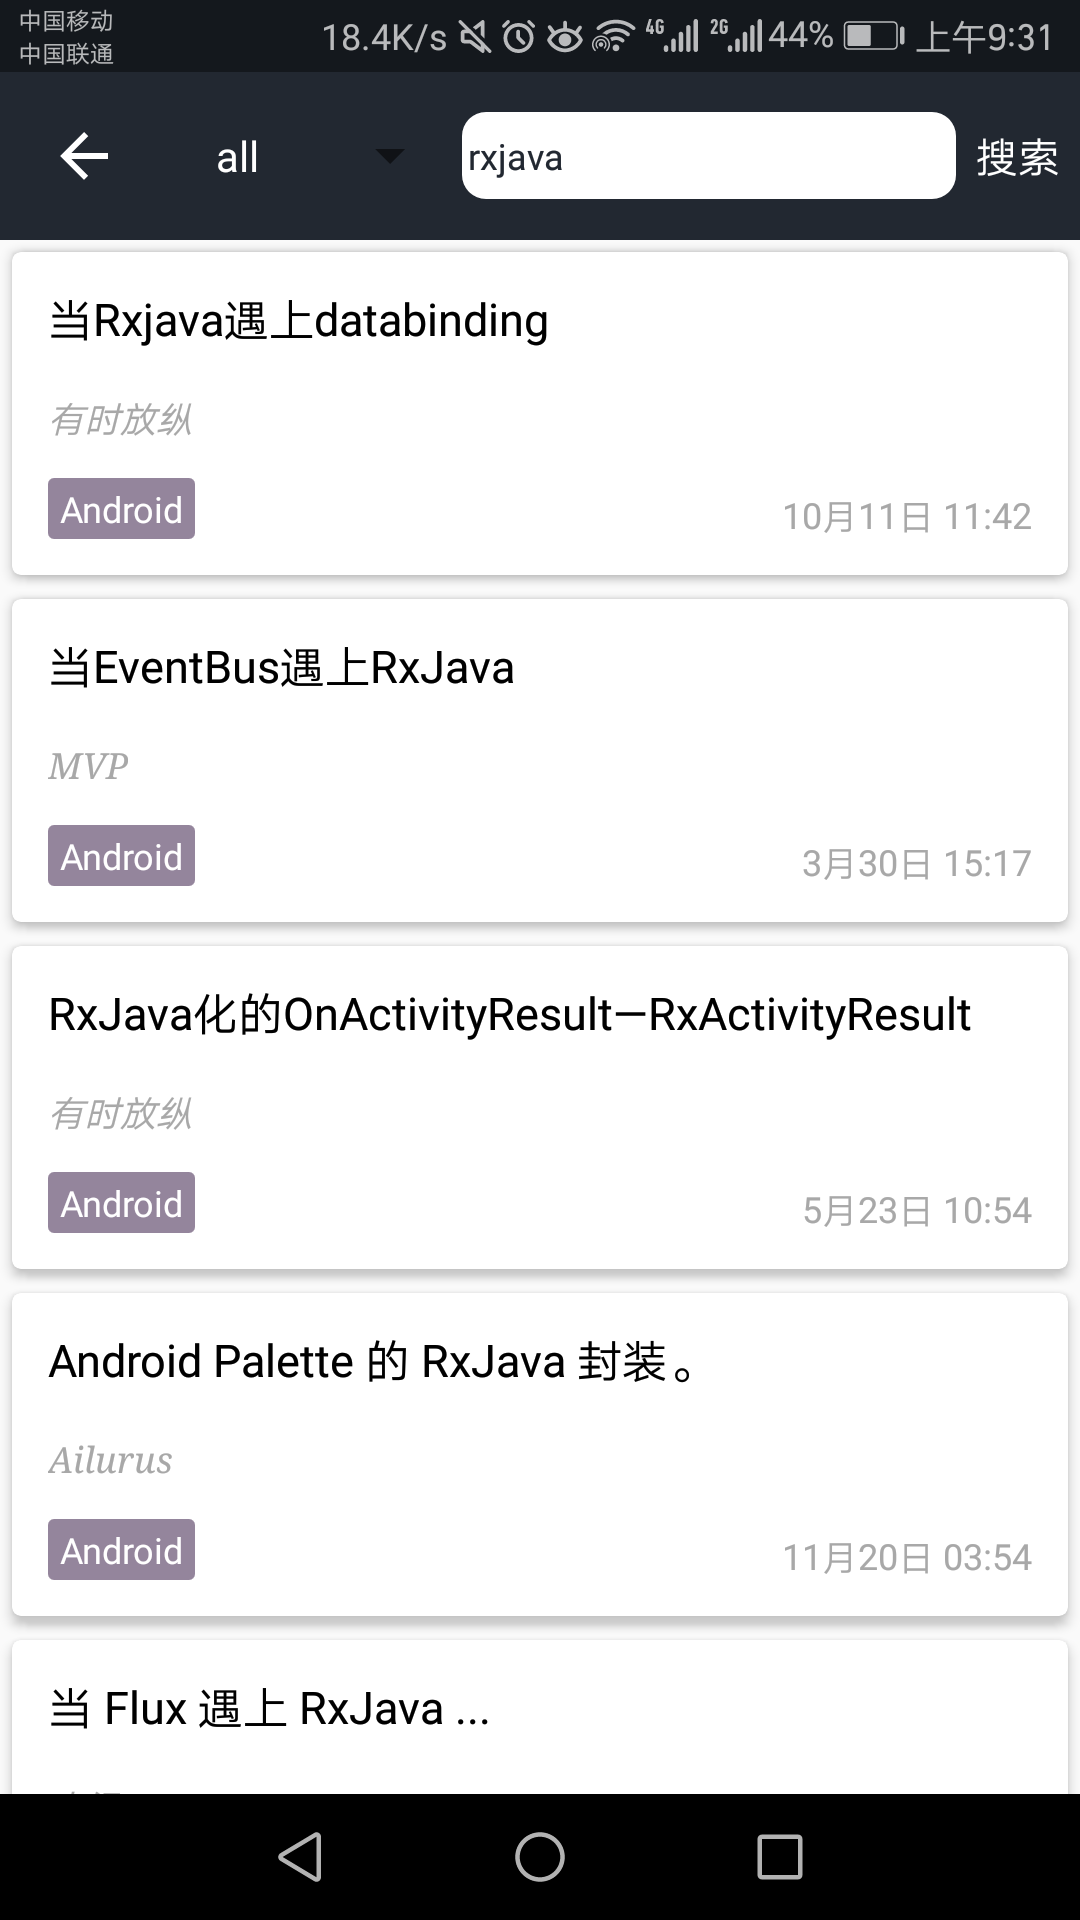 中国移动
中国联通
18.4K/s 4G 2G 44% 上午9:31
all rxjava 搜索
当Rxjava遇上databinding
有时放纵
Android 10月11日 11:42
当EventBus遇上RxJava
MVP
Android 3月30日 15:17
RxJava化的OnActivityResult—RxActivityResult
有时放纵
Android 5月23日 10:54
Android Palette 的 RxJava 封装。
Ailurus
Android 11月20日 03:54
当 Flux 遇上 RxJava ...